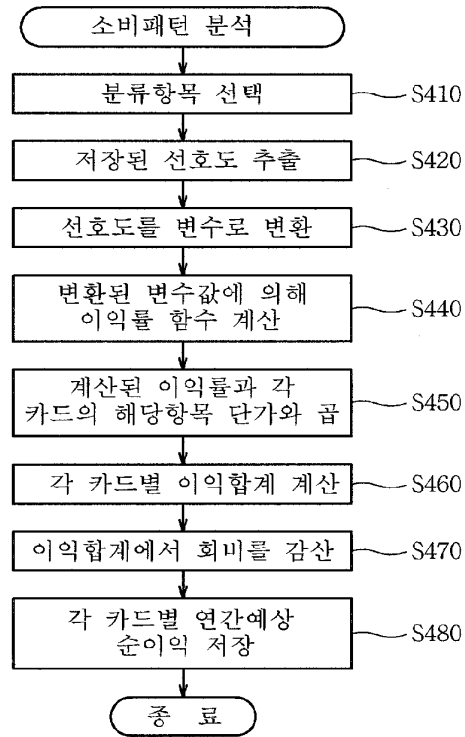 소비패턴 분석
분류항목 선택
S410
저장된 선호도 추출
S420
선호도를 변수로 변환
S430
변환된 변수값에 의해
이익률 함수 계산
S440
계산된 이익률과 각
카드의 해당항목 단가와 곱
S450
각 카드별 이익합계 계산
S460
이익합계에서 회비를 감산
S470
각 카드별 연간예상
순이익 저장
S480
종 료